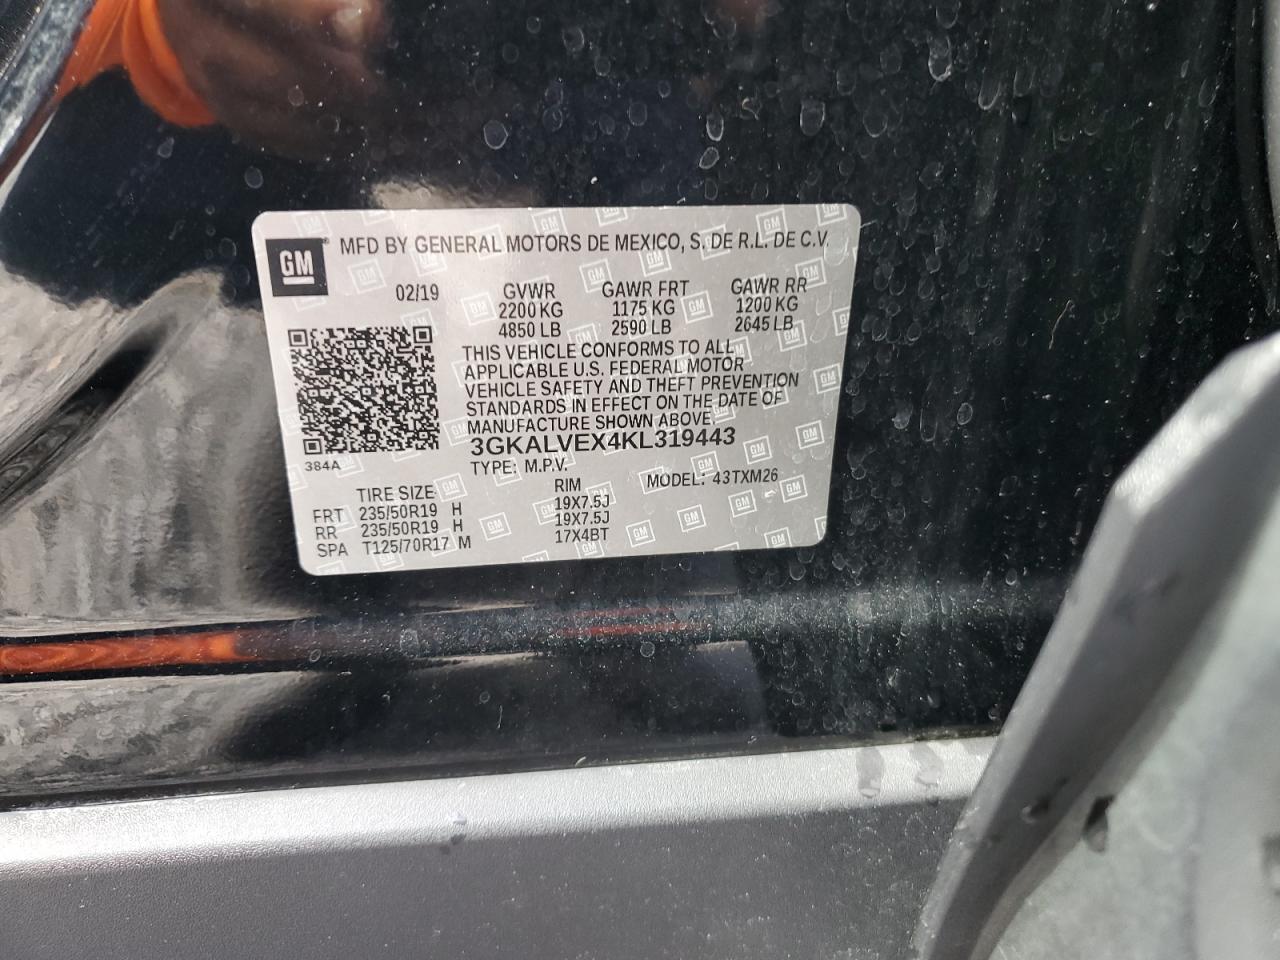 GM ® MFD BY GENERAL MOTORS DE MEXICO, S. DE R.L. DE C.V.
02/19 GVWR GAWR FRT GAWR RR
2200 KG 1175 KG 1200 KG
4850 LB 2590 LB 2645 LB
THIS VEHICLE CONFORMS TO ALL
APPLICABLE U.S. FEDERAL MOTOR
VEHICLE SAFETY AND THEFT PREVENTION
STANDARDS IN EFFECT ON THE DATE OF
MANUFACTURE SHOWN ABOVE.
3GKALVEX4KL319443
384A
TYPE: M.P.V. MODEL: 43TXM26
TIRE SIZE RIM
FRT 235/50R19 H 19X7.5J
RR 235/50R19 H 19X7.5J
SPA T125/70R17 M 17X4BT